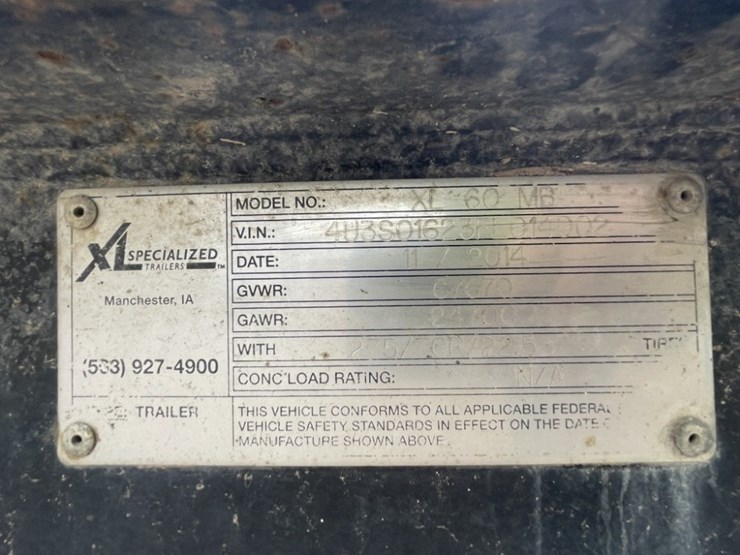 XL SPECIALIZED
TRAILERS ™
Manchester, IA
(563) 927-4900
TRAILER
MODEL NO.: XL 60 MB
V.I.N.:
DATE: 11 / 2014
GVWR:
GAWR:
WITH TIRES
CONC'LOAD RATING: N/A
THIS VEHICLE CONFORMS TO ALL APPLICABLE FEDERAL
VEHICLE SAFETY STANDARDS IN EFFECT ON THE DATE
MANUFACTURE SHOWN ABOVE.